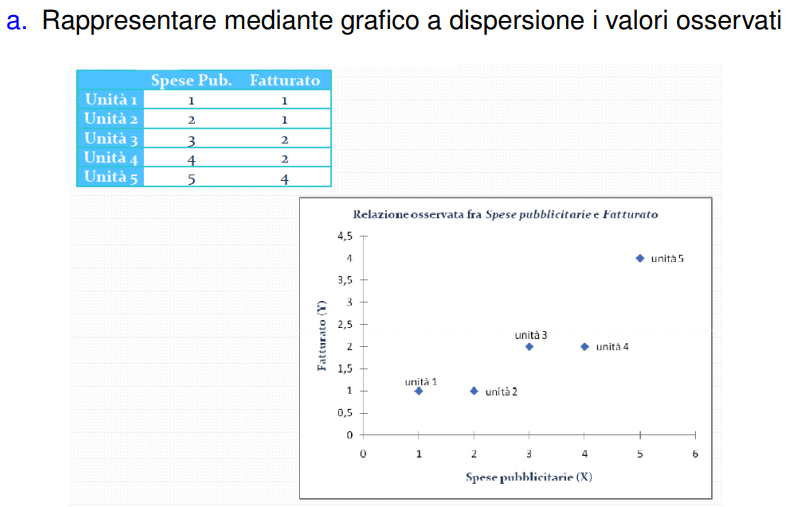 a. Rappresentare mediante grafico a dispersione i valori osservati
Spese Pub. Fatturato
Unità 1 1 1
Unità 2 2 1
Unità 3 3 2
Unità 4 4 2
Unità 5 5 4
Relazione osservata fra Spese pubblicitarie e Fatturato
4,5
4
3,5
3
2,5
2
1,5
1
0,5
0
Fatturato (Y)
unità 5
unità 3
unità 4
unità 1
unità 2
0 1 2 3 4 5 6
Spese pubblicitarie (X)